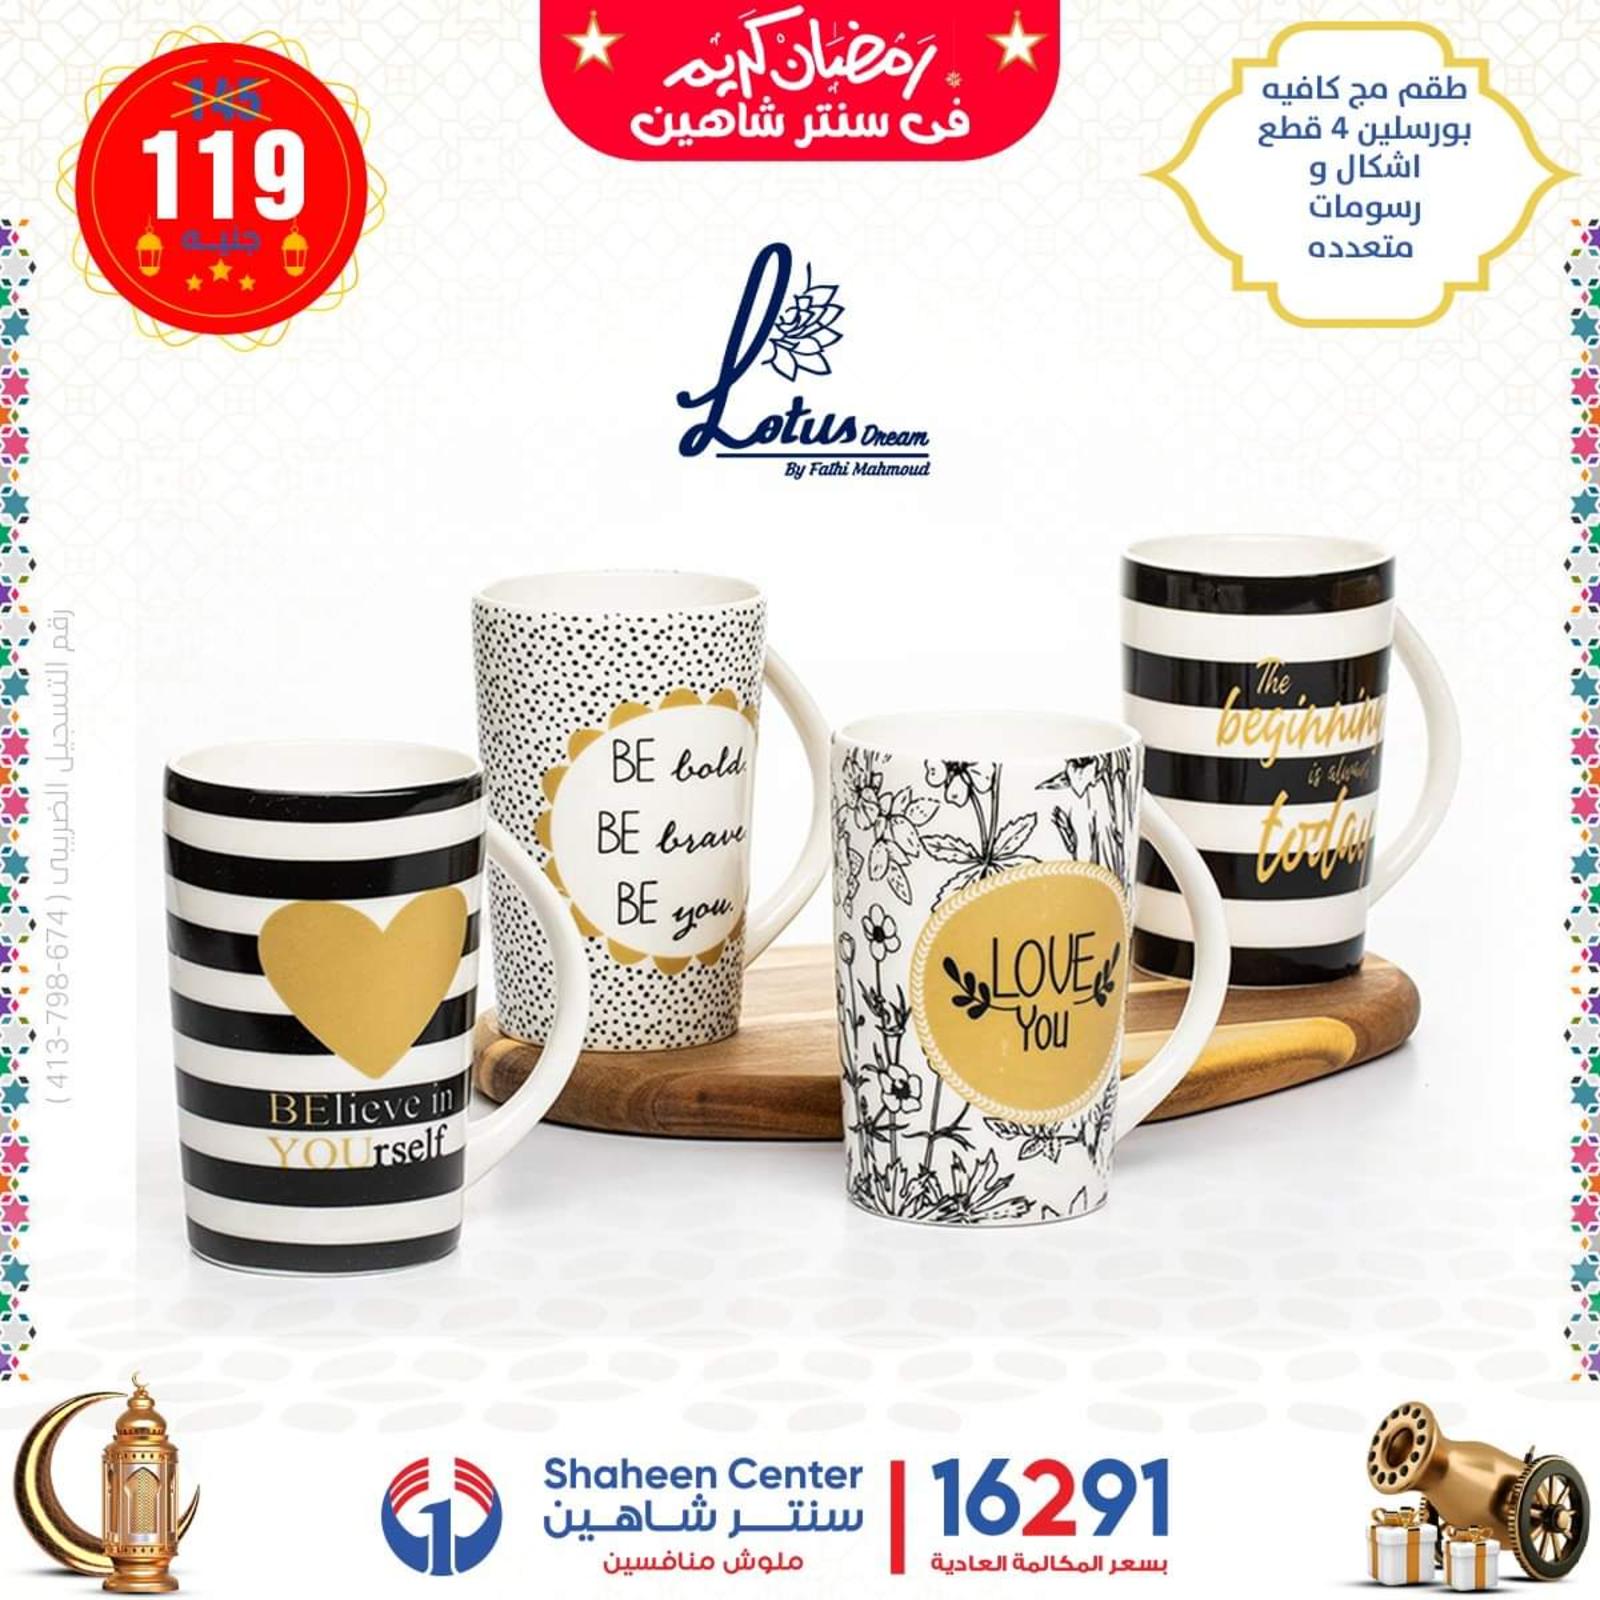 رمضان كريم
فى سنتر شاهين
145
119
جنيه
طقم مج كافيه
بورسلين 4 قطع
اشكال و
رسومات
متعدده
Lotus Dream
By Fathi Mahmoud
رقم التسجيل الضريبى ( 674-798-413 )
The
beginning
is always
today
BE bold.
BE brave.
BE you.
LOVE
You
BElieve in
YOUrself
Shaheen Center
سنتر شاهين
ملوش منافسين
16291
بسعر المكالمة العادية